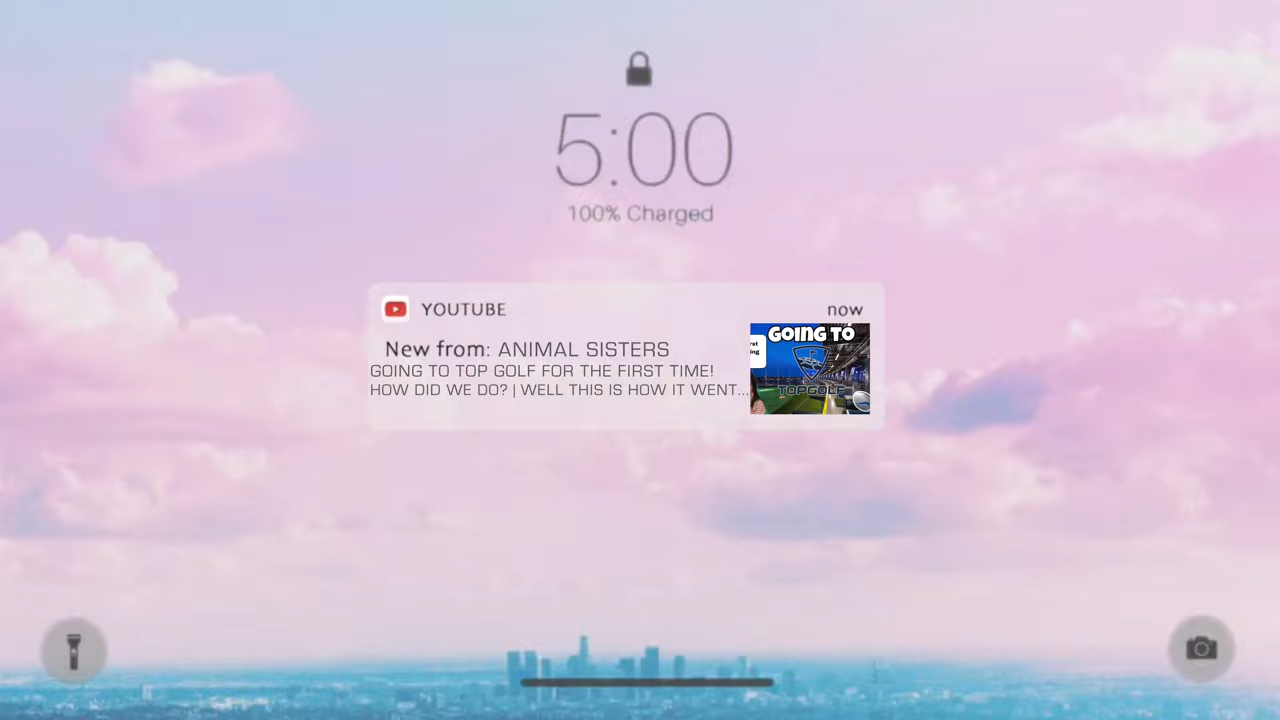 5:00
100% Charged
YOUTUBE
now
New from: ANIMAL SISTERS
GOING TO TOP GOLF FOR THE FIRST TIME!
HOW DID WE DO? | WELL THIS IS HOW IT WENT...
GOING TO
TOPGOLF